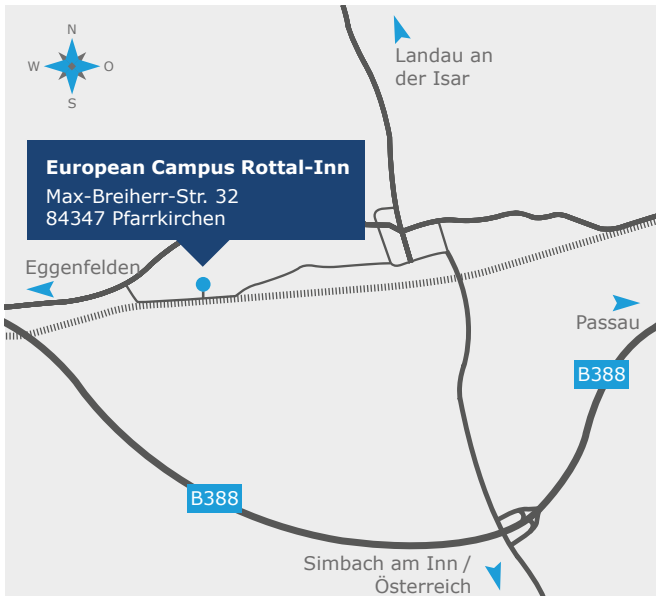 N
W
O
S
Landau an
der Isar
European Campus Rottal-Inn
Max-Breiherr-Str. 32
84347 Pfarrkirchen
Eggenfelden
Passau
B388
B388
Simbach am Inn /
Österreich